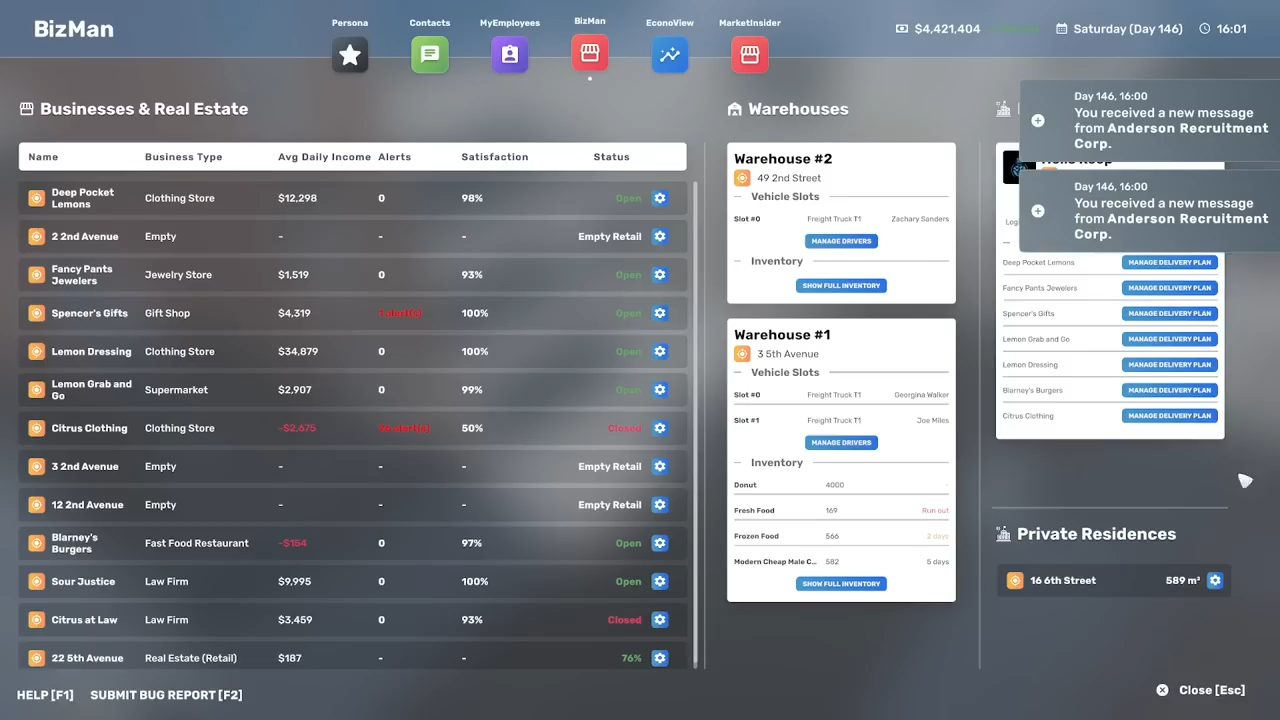 BizMan
Persona
Contacts
MyEmployees
BizMan
EconoView
MarketInsider
$4,421,404
Saturday (Day 146)
16:01
Businesses & Real Estate
Name Business Type Avg Daily Income Alerts Satisfaction Status
Deep Pocket Lemons Clothing Store $12,298 0 98% Open
2 2nd Avenue Empty - - - Empty Retail
Fancy Pants Jewelers Jewelry Store $1,519 0 93% Open
Spencer's Gifts Gift Shop $4,319 1 alert(s) 100% Open
Lemon Dressing Clothing Store $34,879 0 100% Open
Lemon Grab and Go Supermarket $2,907 0 99% Open
Citrus Clothing Clothing Store -$2,675 alert(s) 80% Closed
3 2nd Avenue Empty - - - Empty Retail
12 2nd Avenue Empty - - - Empty Retail
Blarney's Burgers Fast Food Restaurant -$154 0 97% Open
Sour Justice Law Firm $9,995 0 100% Open
Citrus at Law Law Firm $3,459 0 93% Closed
22 5th Avenue Real Estate (Retail) $187 - - 76%
Warehouses
Warehouse #2
49 2nd Street
Vehicle Slots
Slot #0 Freight Truck T1 Zachary Sanders
MANAGE DRIVERS
Inventory
SHOW FULL INVENTORY
Warehouse #1
3 5th Avenue
Vehicle Slots
Slot #0 Freight Truck T1 Georgina Walker
Slot #1 Freight Truck T1 Joe Miles
MANAGE DRIVERS
Inventory
Donut 4000 -
Fresh Food 169 Run out
Frozen Food 566 2 days
Modern Cheap Male C... 582 5 days
SHOW FULL INVENTORY
Day 146, 16:00
You received a new message
from Anderson Recruitment
Corp.
Day 146, 16:00
You received a new message
from Anderson Recruitment
Corp.
Deep Pocket Lemons MANAGE DELIVERY PLAN
Fancy Pants Jewelers MANAGE DELIVERY PLAN
Spencer's Gifts MANAGE DELIVERY PLAN
Lemon Grab and Go MANAGE DELIVERY PLAN
Lemon Dressing MANAGE DELIVERY PLAN
Blarney's Burgers MANAGE DELIVERY PLAN
Citrus Clothing MANAGE DELIVERY PLAN
Private Residences
16 6th Street 589 m²
HELP [F1] SUBMIT BUG REPORT [F2]
Close [Esc]